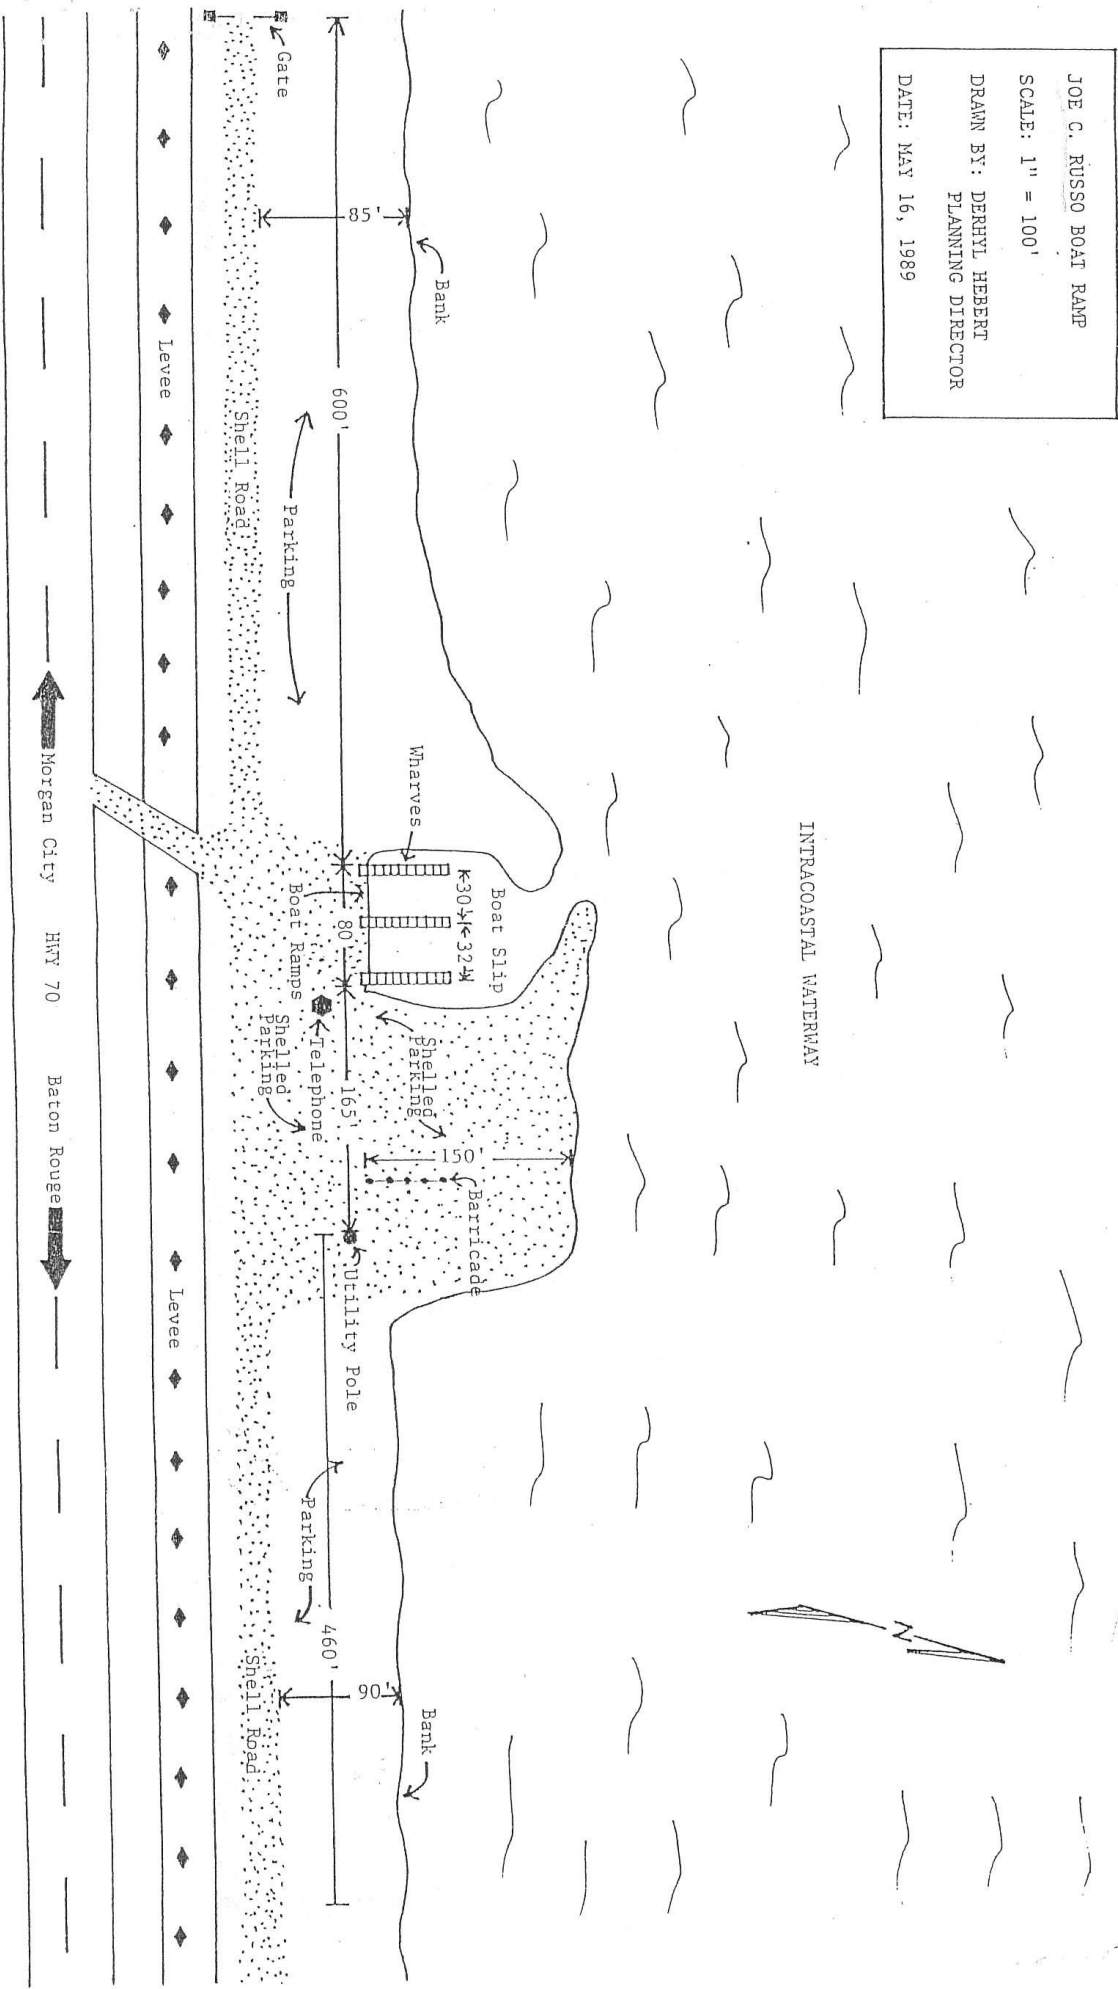 JOE C. RUSSO BOAT RAMP
SCALE: 1" = 100'
DRAWN BY: DERHYL HEBERT
PLANNING DIRECTOR
DATE: MAY 16, 1989
INTRACOASTAL WATERWAY
N
Boat Slip
30
32
Wharves
Bank
Bank
85'
90'
150'
Barricade
Shelled
Parking
600'
80'
165'
460'
Utility Pole
Telephone
Boat Ramps
Shelled
Parking
Parking
Parking
Gate
Shell Road
Shell Road
Levee
Levee
Morgan City HWY 70 Baton Rouge